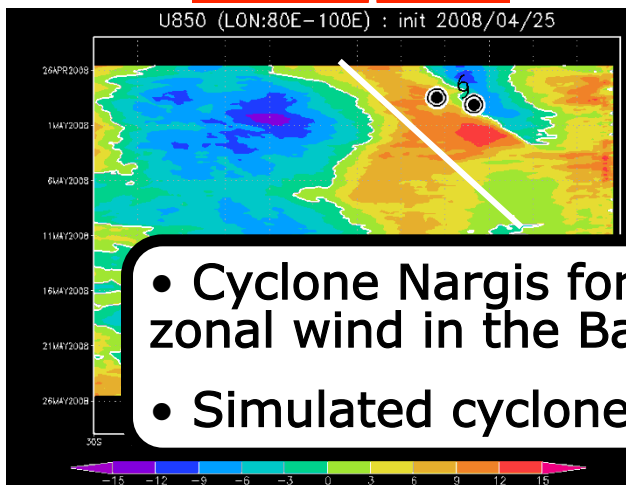 U850 (LON:80E-100E) : init 2008/04/25
26APR2008
1MAY2008
6MAY2008
11MAY2008
16MAY2008
21MAY2008
26MAY2008
30S
• Cyclone Nargis for
zonal wind in the Ba
• Simulated cyclone
-15 -12 -9 -6 -3 0 3 6 9 12 15